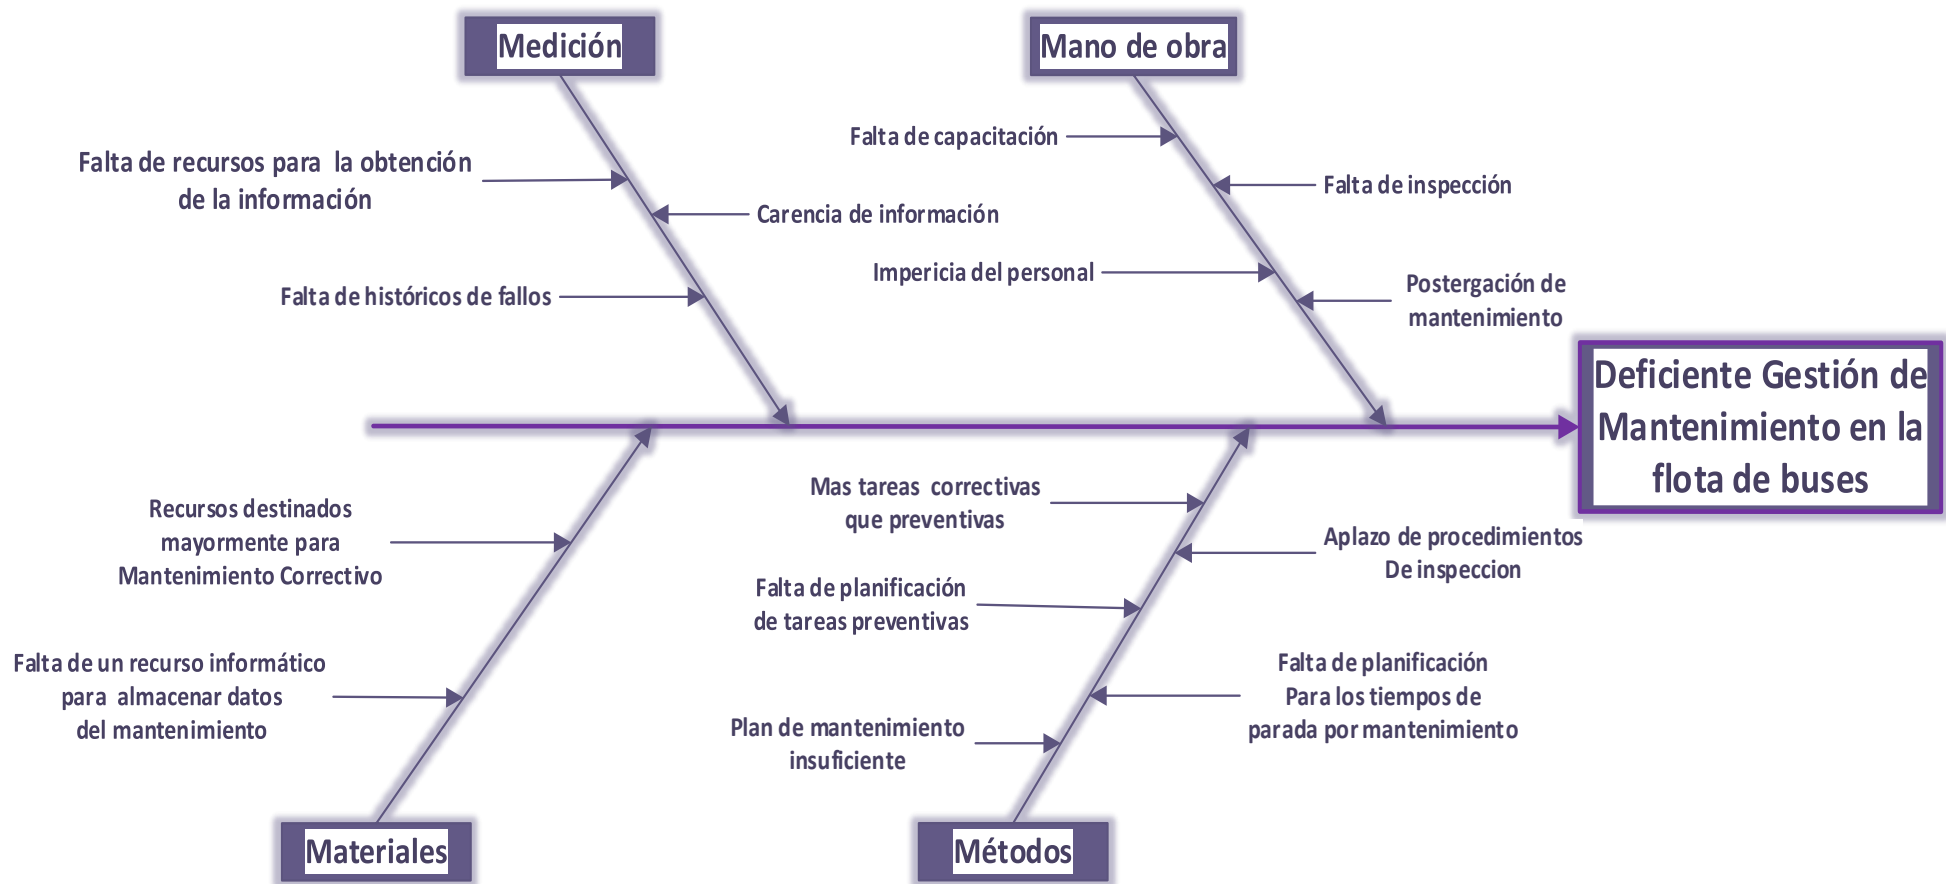 Medición
Mano de obra
Falta de capacitación
Falta de recursos para la obtención
de la información
Falta de inspección
Carencia de información
Impericia del personal
Falta de históricos de fallos
Postergación de
mantenimiento
Deficiente Gestión de
Mantenimiento en la
flota de buses
Recursos destinados
mayormente para
Mantenimiento Correctivo
Mas tareas correctivas
que preventivas
Aplazo de procedimientos
De inspeccion
Falta de planificación
de tareas preventivas
Falta de un recurso informático
para almacenar datos
del mantenimiento
Falta de planificación
Para los tiempos de
parada por mantenimiento
Plan de mantenimiento
insuficiente
Materiales
Métodos